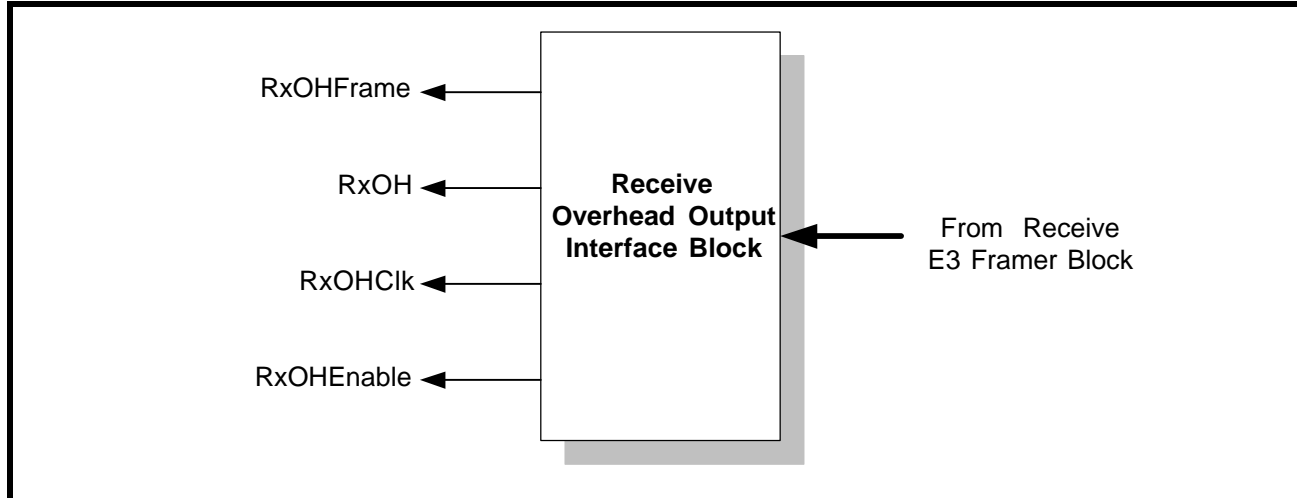 RxOHFrame
RxOH
RxOHClk
RxOHEnable
Receive
Overhead Output
Interface Block
From Receive
E3 Framer Block